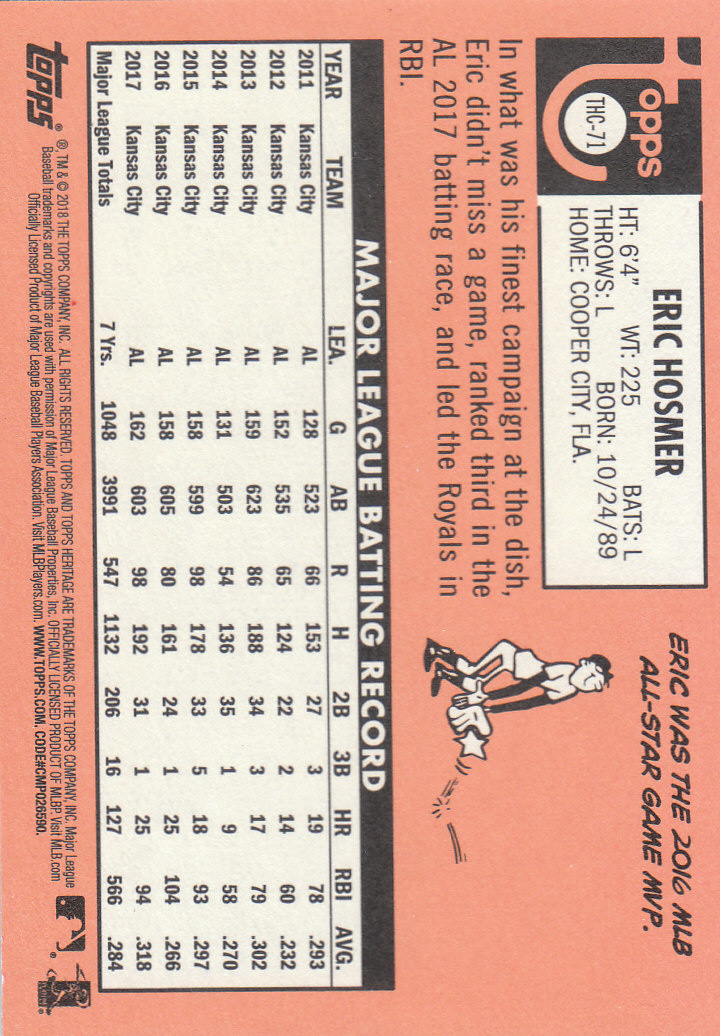 topps
THC-71
ERIC HOSMER
HT: 6'4" WT: 225 BATS: L
THROWS: L BORN: 10/24/89
HOME: COOPER CITY, FLA.
In what was his finest campaign at the dish,
Eric didn't miss a game, ranked third in the
AL 2017 batting race, and led the Royals in
RBI.
ERIC WAS THE 2016 MLB
ALL-STAR GAME MVP.
MAJOR LEAGUE BATTING RECORD
YEAR TEAM LEA. G AB R H 2B 3B HR RBI AVG.
2011 Kansas City AL 128 523 66 153 27 3 19 78 .293
2012 Kansas City AL 152 535 65 124 22 2 14 60 .232
2013 Kansas City AL 159 623 86 188 34 3 17 79 .302
2014 Kansas City AL 131 503 54 136 35 1 9 58 .270
2015 Kansas City AL 158 599 98 178 33 5 18 93 .297
2016 Kansas City AL 158 605 80 161 24 1 25 104 .266
2017 Kansas City AL 162 603 98 192 31 1 25 94 .318
Major League Totals 7 Yrs. 1048 3991 547 1132 206 16 127 566 .284
topps® ®, TM & © 2018 THE TOPPS COMPANY, INC. ALL RIGHTS RESERVED. TOPPS AND TOPPS HERITAGE ARE TRADEMARKS OF THE TOPPS COMPANY, INC. Major League
Baseball trademarks and copyrights are used with permission of Major League Baseball Properties, Inc. OFFICIALLY LICENSED PRODUCT OF MLBP. Visit MLB.com
Officially Licensed Product of Major League Baseball Players Association. Visit MLBPlayers.com. WWW.TOPPS.COM. CODE#CMP026590.